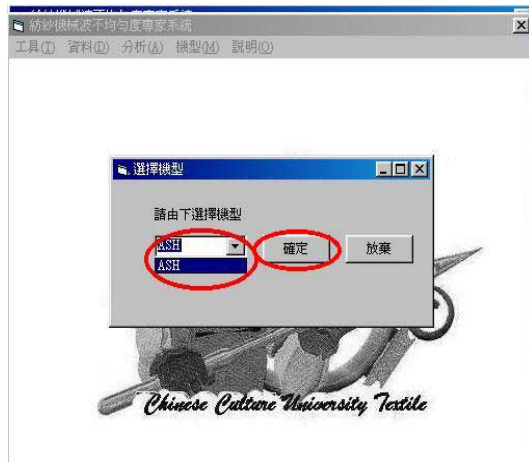 紡紗機械波不均勻度專家系統
工具(T) 資料(D) 分析(A) 機型(M) 説明(O)
選擇機型
請由下選擇機型
ASH 確定 放棄
ASH
Chinese Culture University Textile